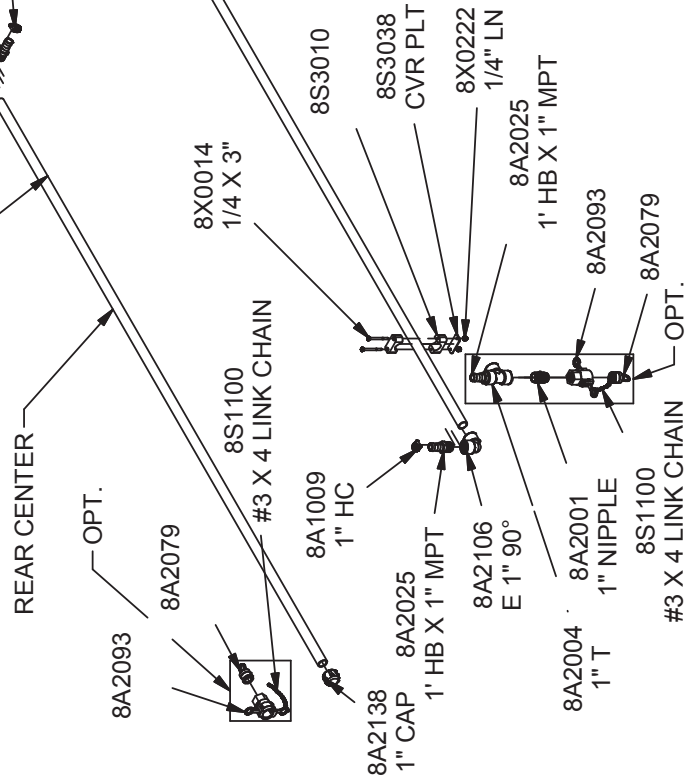 REAR CENTER
OPT.
8A2093
8A2079
8S1100
#3 X 4 LINK CHAIN
8X0014
1/4 X 3"
8S3010
8S3038
CVR PLT
8X0222
1/4" LN
8A2025
1' HB X 1" MPT
8A2093
8A2079
OPT.
8A1009
1" HC
8A2138
1" CAP
8A2025
1' HB X 1" MPT
8A2106
E 1" 90°
8A2004
1" T
8A2001
1" NIPPLE
8S1100
#3 X 4 LINK CHAIN